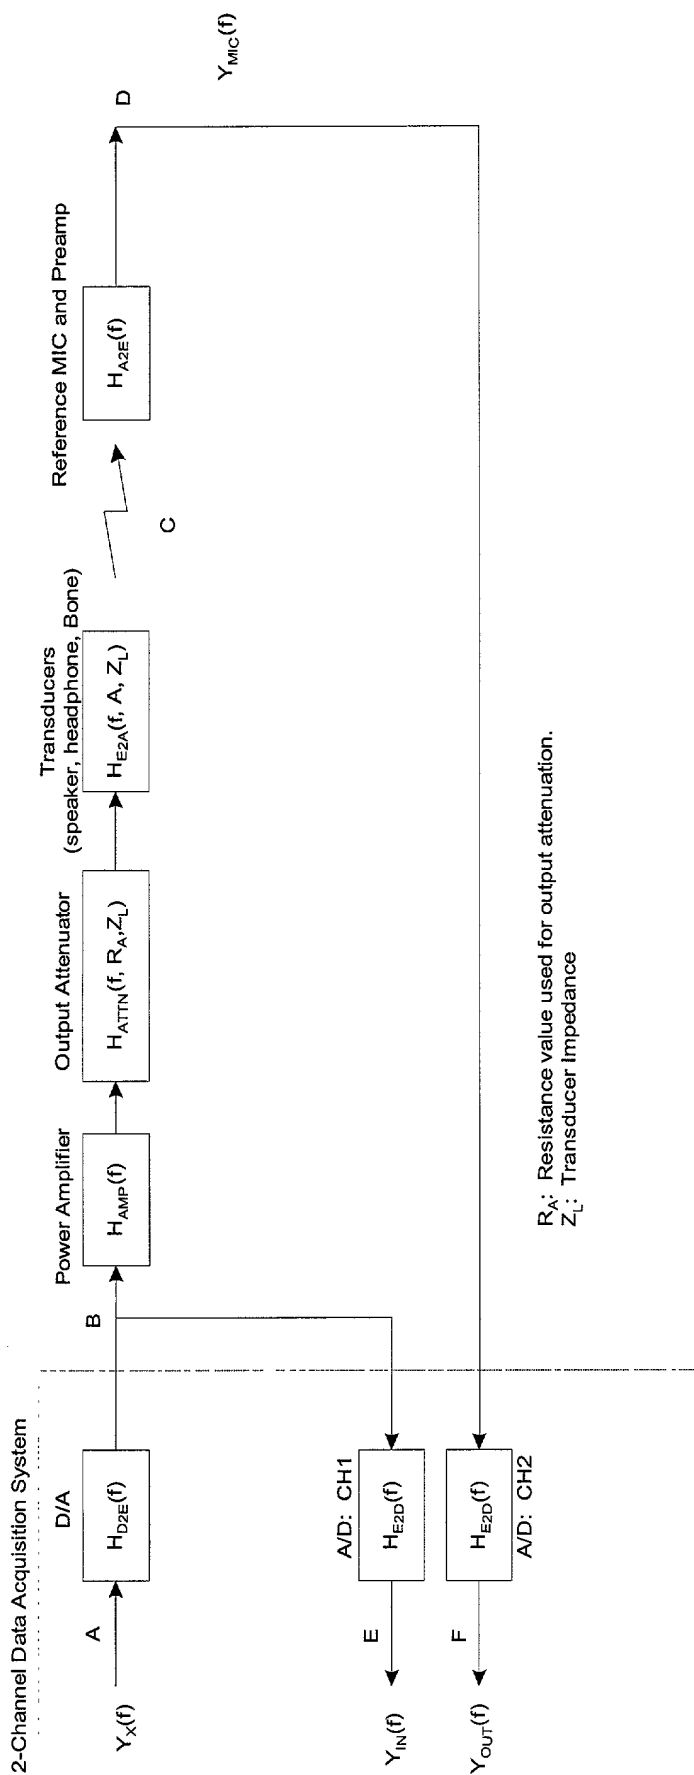 2-Channel Data Acquisition System
D/A
Power Amplifier
Output Attenuator
Transducers
(speaker, headphone, Bone)
Reference MIC and Preamp
Y_X(f)
A
H_D2E(f)
B
H_AMP(f)
H_ATTN(f, R_A,Z_L)
H_E2A(f, A, Z_L)
C
H_A2E(f)
D
Y_MIC(f)
A/D: CH1
Y_IN(f)
E
H_E2D(f)
Y_OUT(f)
F
H_E2D(f)
A/D: CH2
R_A: Resistance value used for output attenuation.
Z_L: Transducer Impedance